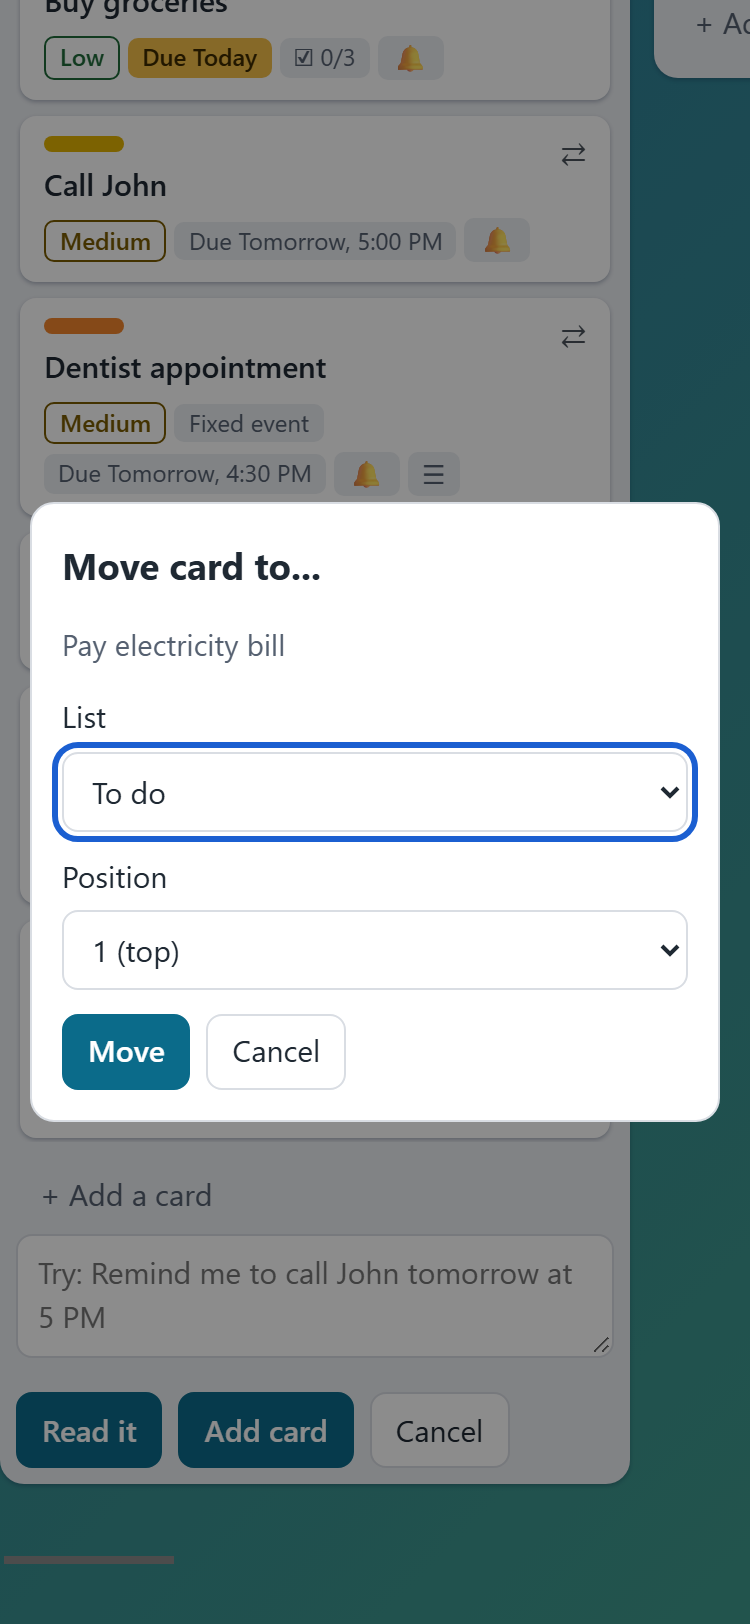 Buy groceries
Low Due Today ☑ 0/3
+ Ad
Call John
Medium Due Tomorrow, 5:00 PM
Dentist appointment
Medium Fixed event
Due Tomorrow, 4:30 PM
Move card to...
Pay electricity bill
List
To do
Position
1 (top)
Move Cancel
+ Add a card
Try: Remind me to call John tomorrow at
5 PM
Read it Add card Cancel